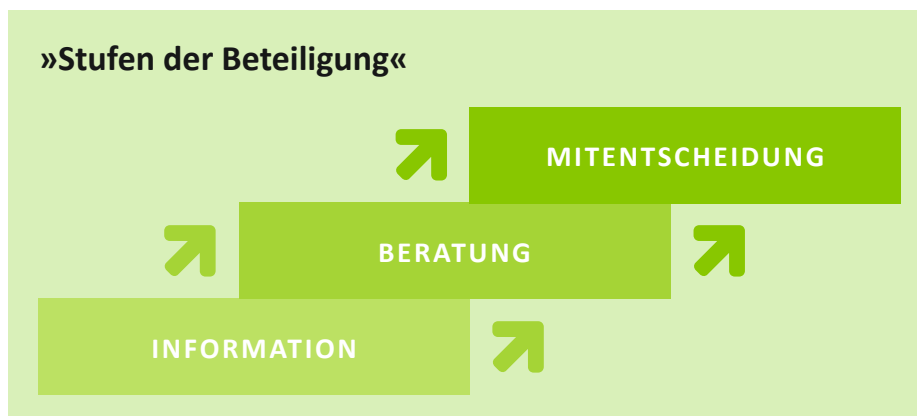 »Stufen der Beteiligung«
MITENTSCHEIDUNG
BERATUNG
INFORMATION